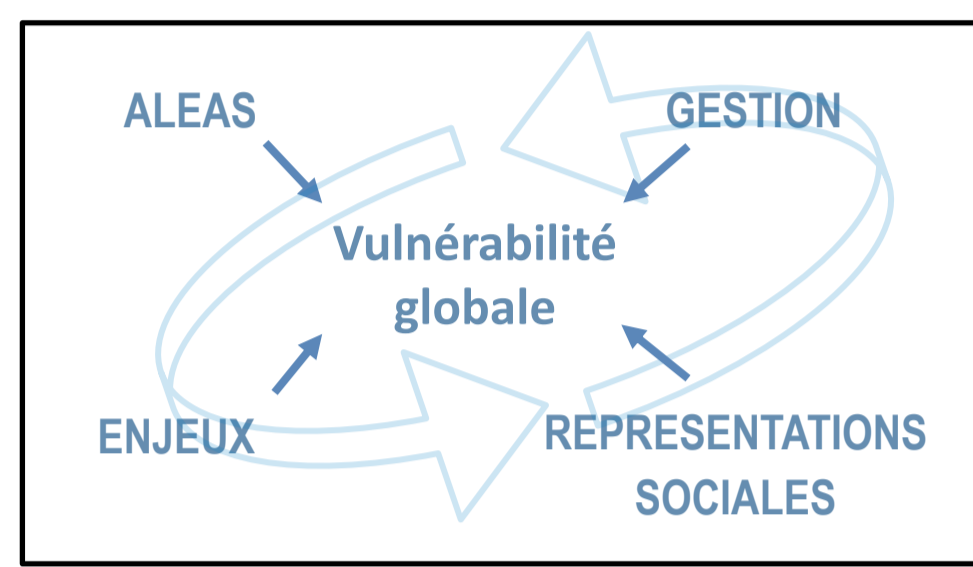 ALEAS
GESTION
Vulnérabilité
globale
ENJEUX
REPRESENTATIONS
SOCIALES